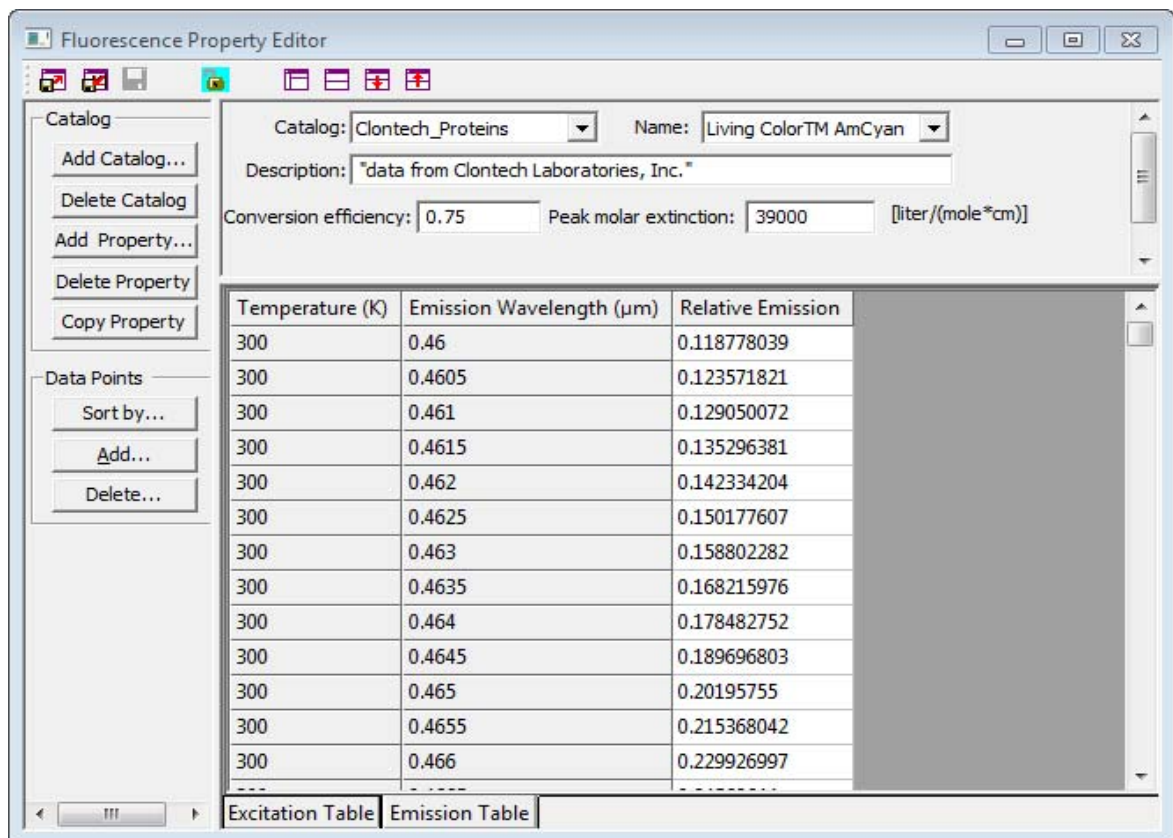 Fluorescence Property Editor
Catalog
Add Catalog...
Delete Catalog
Add Property...
Delete Property
Copy Property
Data Points
Sort by...
Add...
Delete...
Catalog: Clontech_Proteins Name: Living ColorTM AmCyan
Description: "data from Clontech Laboratories, Inc."
Conversion efficiency: 0.75 Peak molar extinction: 39000 [liter/(mole*cm)]
Temperature (K) Emission Wavelength (µm) Relative Emission
300 0.46 0.118778039
300 0.4605 0.123571821
300 0.461 0.129050072
300 0.4615 0.135296381
300 0.462 0.142334204
300 0.4625 0.150177607
300 0.463 0.158802282
300 0.4635 0.168215976
300 0.464 0.178482752
300 0.4645 0.189696803
300 0.465 0.20195755
300 0.4655 0.215368042
300 0.466 0.229926997
Excitation Table Emission Table